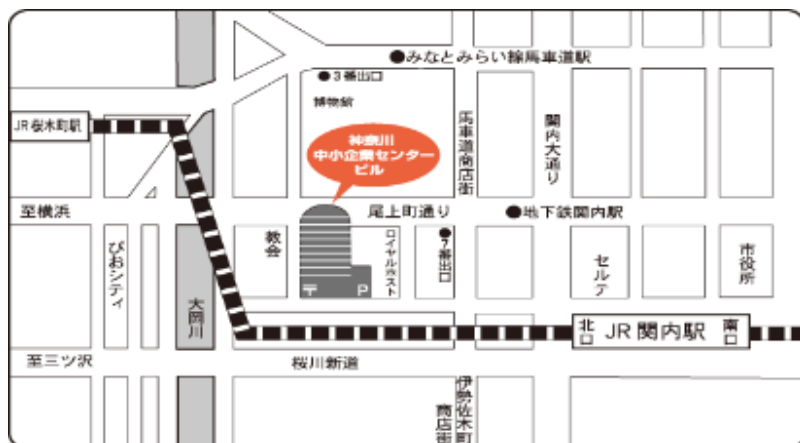 ●みなとみらい線馬車道駅
●3番出口
博物館
JR桜木町駅
馬車道商店街
関内大通り
神奈川
中小企業センター
ビル
至横浜
尾上町通り
●地下鉄関内駅
ぴおシティ
大岡川
教会
ロイヤルホスト
●7番出口
セルテ
市役所
〒
P
北口
JR関内駅
南口
至三ツ沢
桜川新道
伊勢佐木町
商店街